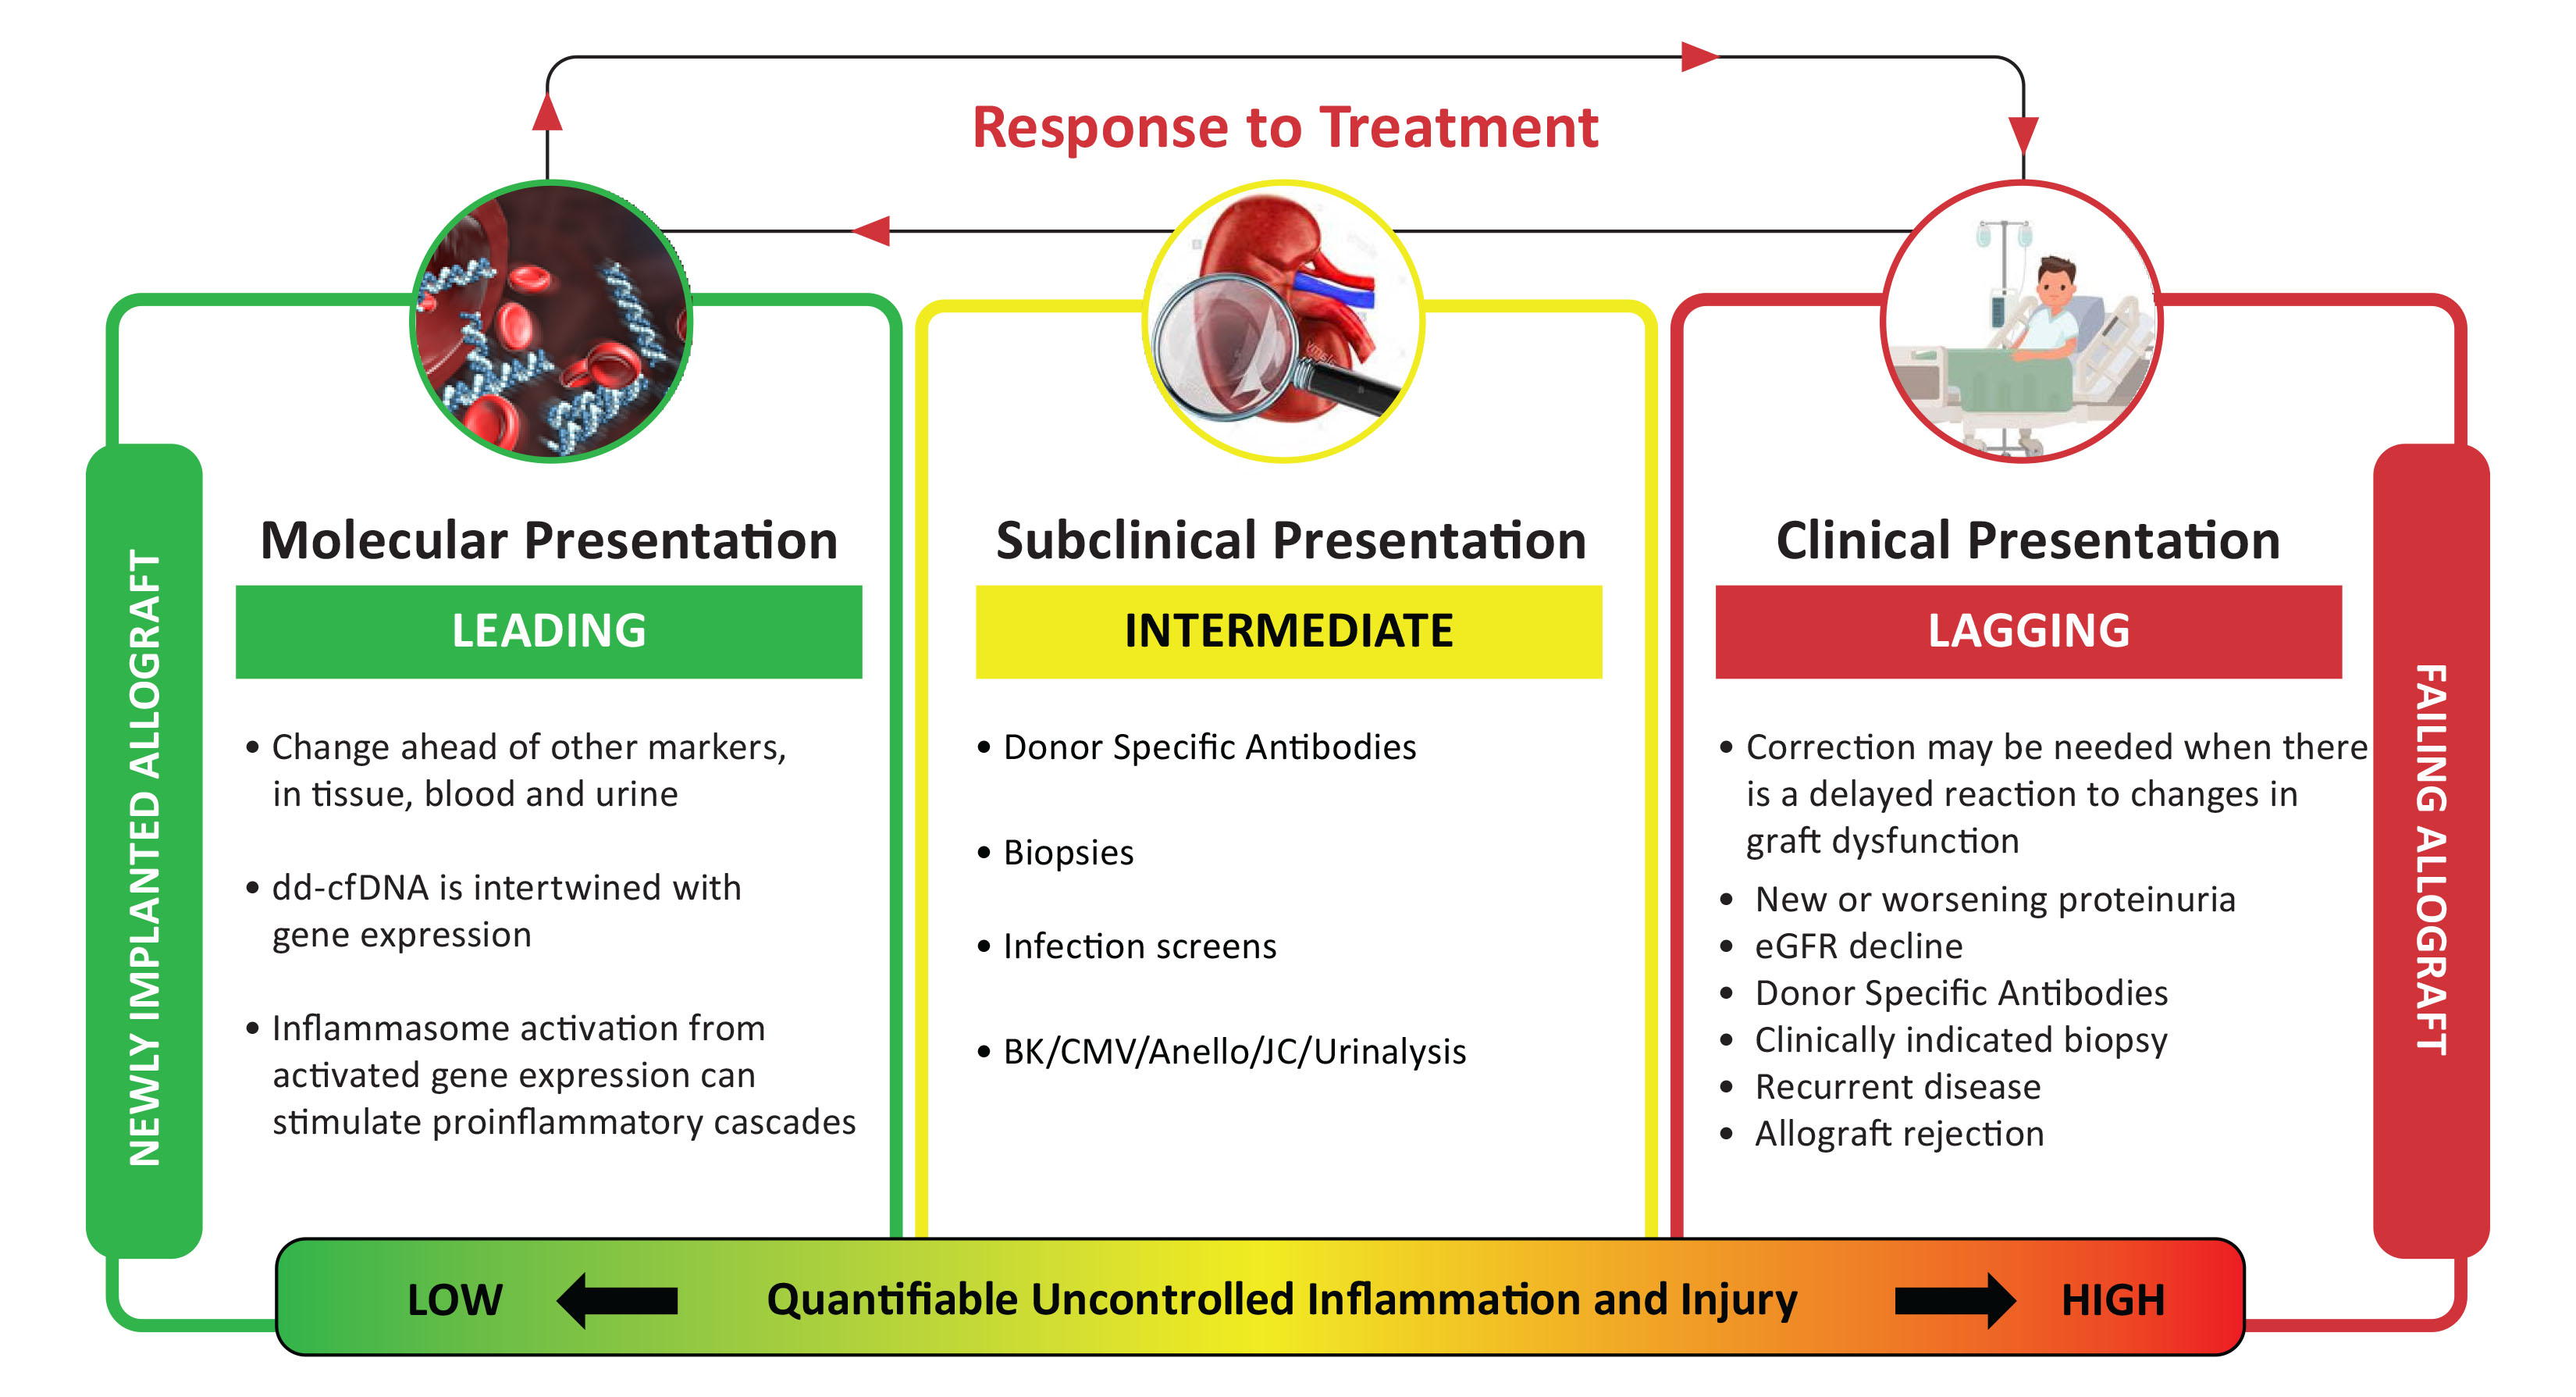 Response to Treatment
NEWLY IMPLANTED ALLOGRAFT
Molecular Presentation
LEADING
• Change ahead of other markers,
in tissue, blood and urine
• dd-cfDNA is intertwined with
gene expression
• Inflammasome activation from
activated gene expression can
stimulate proinflammatory cascades
Subclinical Presentation
INTERMEDIATE
• Donor Specific Antibodies
• Biopsies
• Infection screens
• BK/CMV/Anello/JC/Urinalysis
Clinical Presentation
LAGGING
• Correction may be needed when there
is a delayed reaction to changes in
graft dysfunction
• New or worsening proteinuria
• eGFR decline
• Donor Specific Antibodies
• Clinically indicated biopsy
• Recurrent disease
• Allograft rejection
FAILING ALLOGRAFT
LOW Quantifiable Uncontrolled Inflammation and Injury HIGH